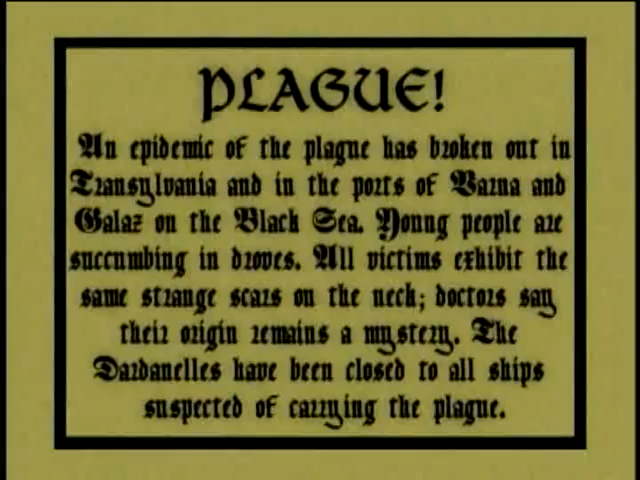 PLAGUE!
An epidemic of the plague has broken out in
Transylvania and in the ports of Varna and
Galaz on the Black Sea. Young people are
succumbing in droves. All victims exhibit the
same strange scars on the neck; doctors say
their origin remains a mystery. The
Dardanelles have been closed to all ships
suspected of carrying the plague.